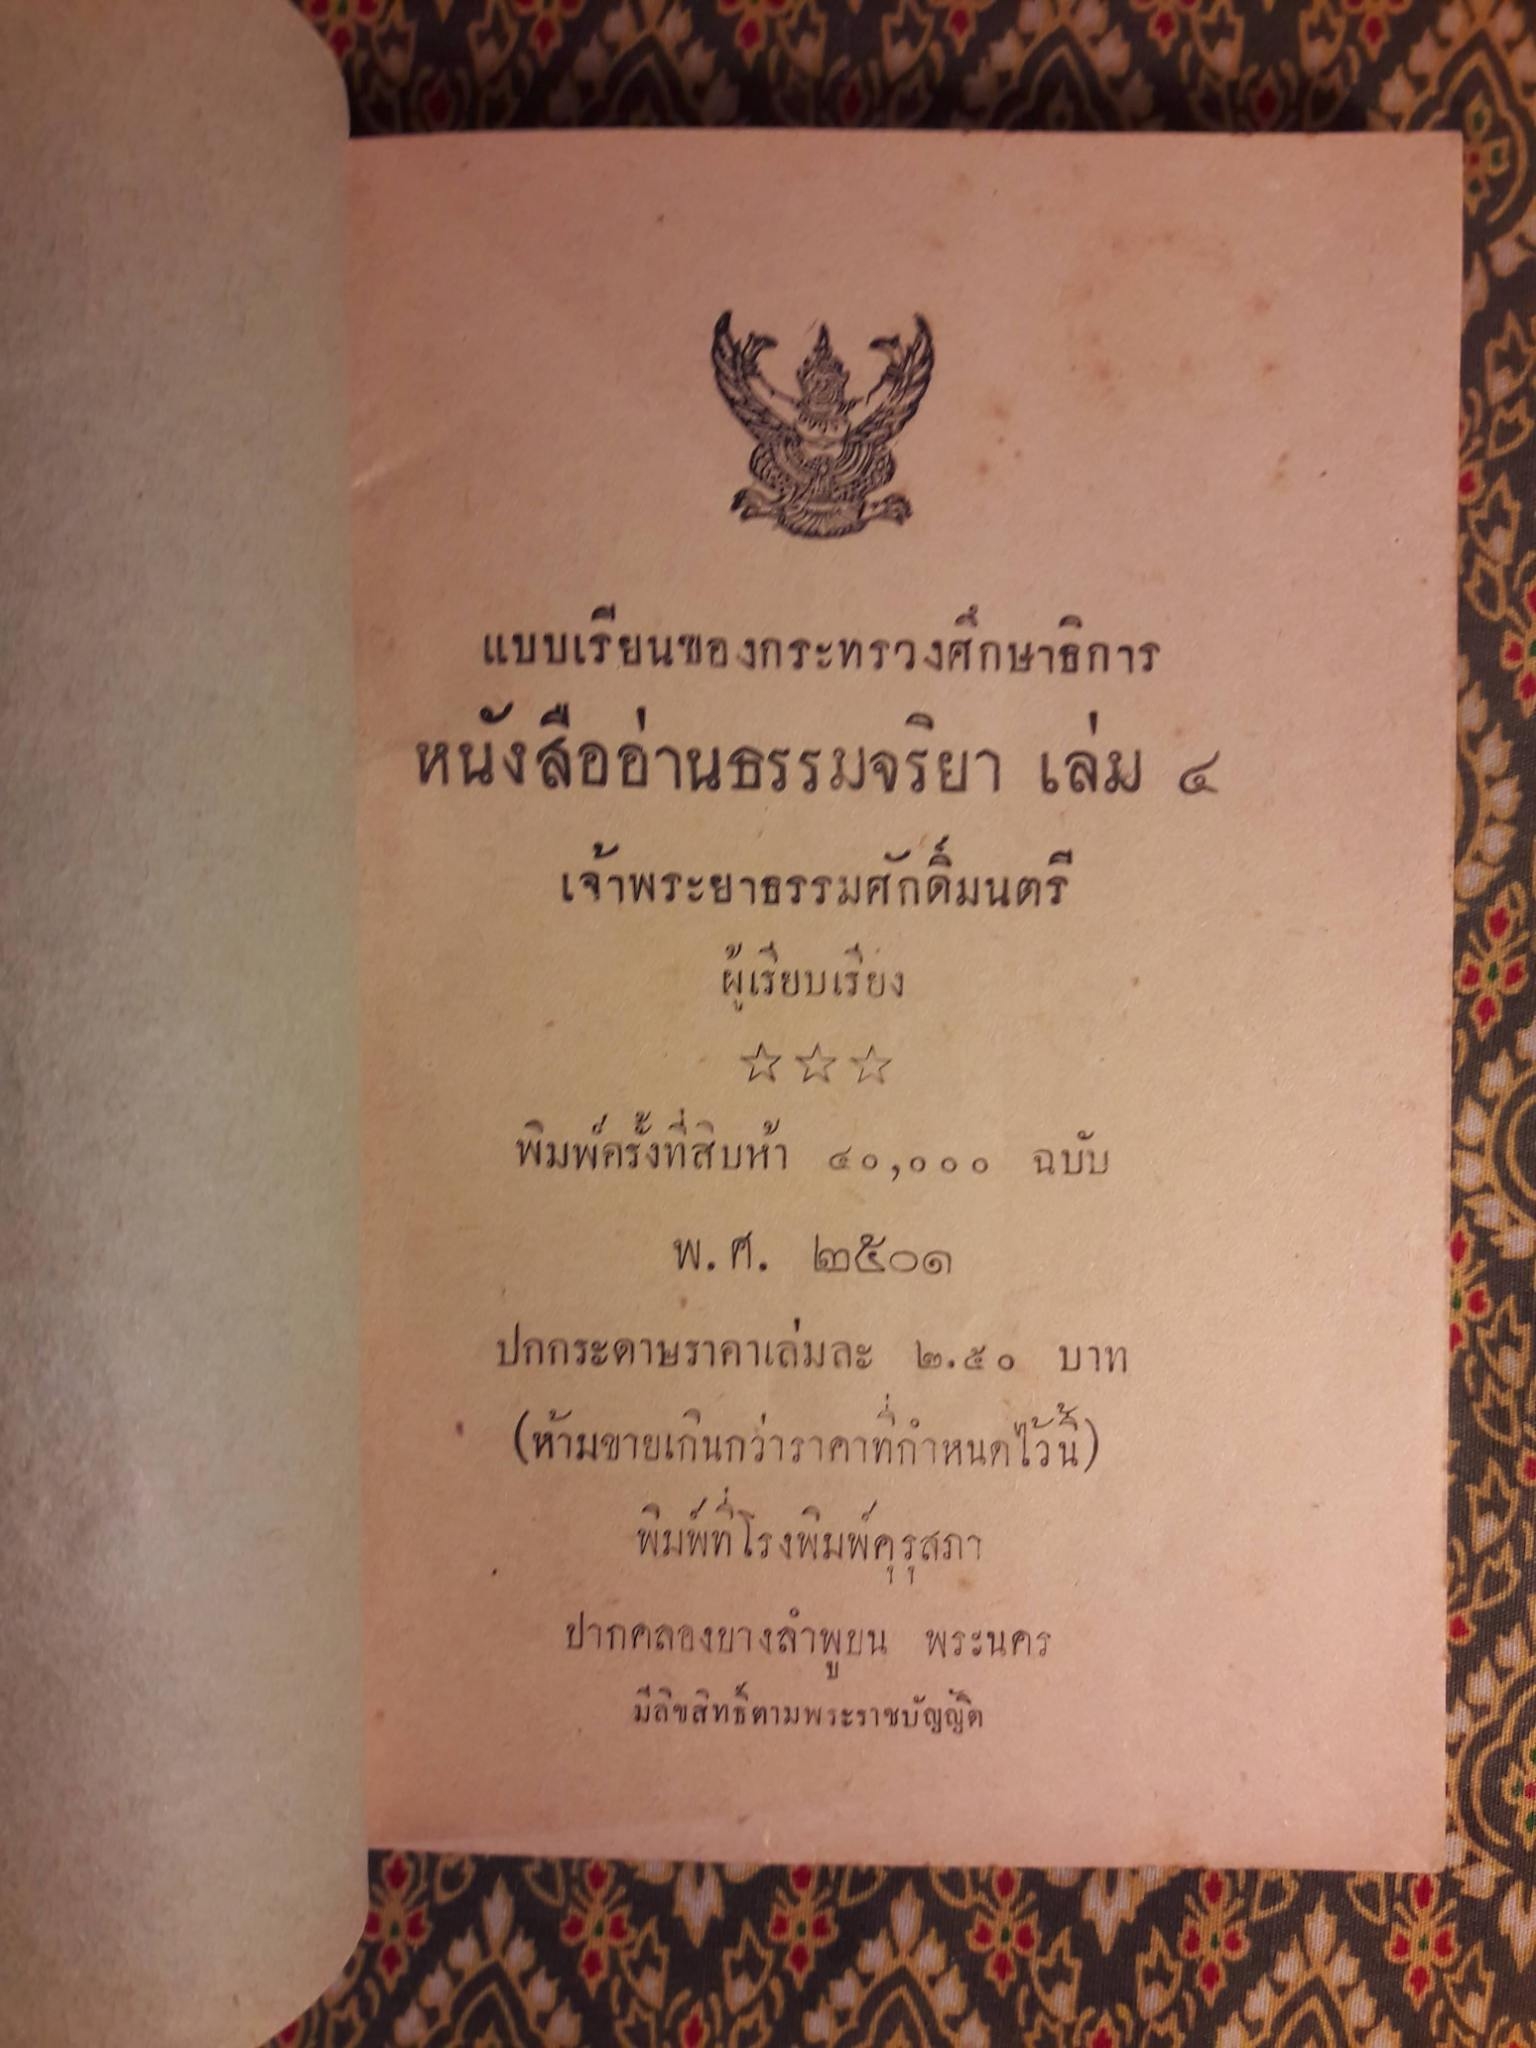 แบบเรียนของกระทรวงศึกษาธิการ
หนังสืออ่านธรรมจริยา เล่ม ๔
เจ้าพระยาธรรมศักดิ์มนตรี
ผู้เรียบเรียง
☆☆☆
พิมพ์ครั้งที่สิบห้า ๔๐,๐๐๐ ฉบับ
พ.ศ. ๒๕๐๑
ปกกระดาษราคาเล่มละ ๒.๕๐ บาท
(ห้ามขายเกินกว่าราคาที่กำหนดไว้นี้)
พิมพ์ที่โรงพิมพ์คุรุสภา
ปากคลองบางลำพูบน พระนคร
มีลิขสิทธิ์ตามพระราชบัญญัติ